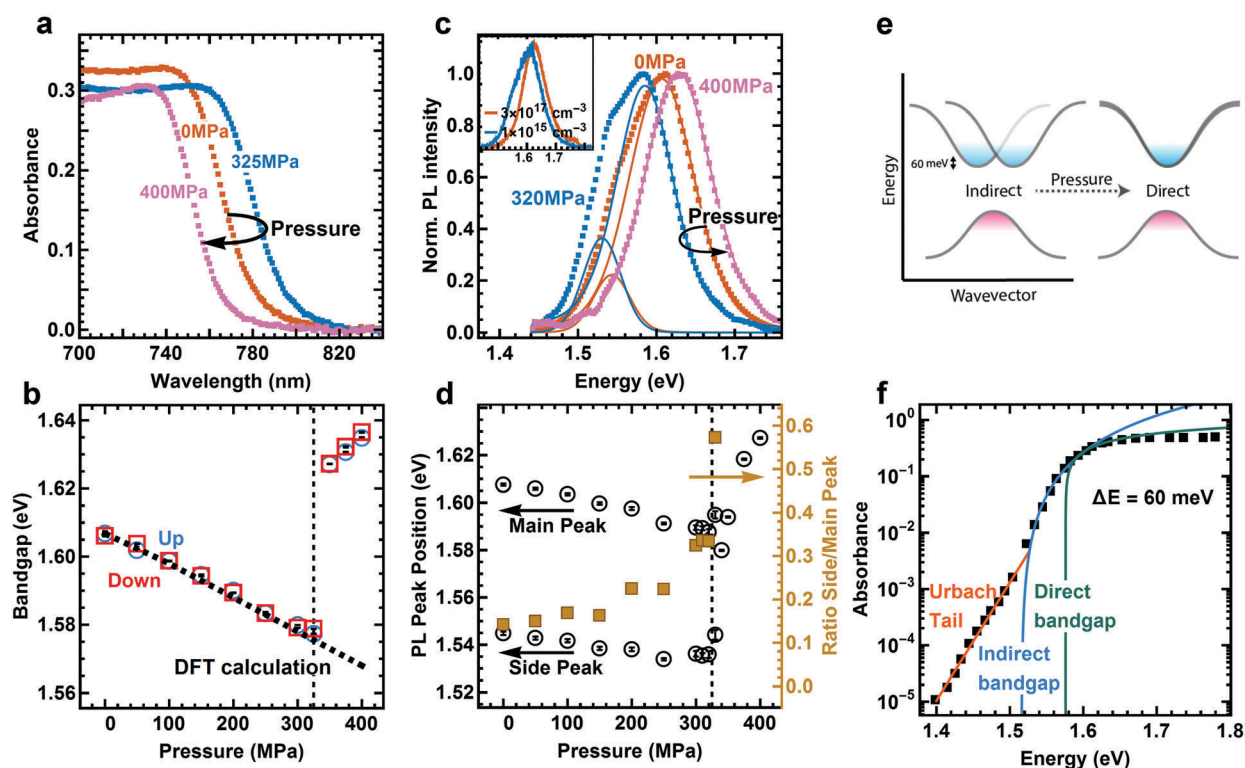 a
0.3
0.2
0.1
0.0
Absorbance
0MPa
325MPa
400MPa
Pressure
700
740
780
820
Wavelength (nm)
c
1.0
0.8
0.6
0.4
0.2
0.0
Norm. PL intensity
3×10¹⁷ cm⁻³
1×10¹⁵ cm⁻³
1.6
1.7
0MPa
400MPa
320MPa
Pressure
1.4
1.5
1.6
1.7
Energy (eV)
e
Energy
60 meV
Indirect
Pressure
Direct
Wavevector
b
1.64
1.62
1.60
1.58
1.56
Bandgap (eV)
Up
Down
DFT calculation
0
100
200
300
400
Pressure (MPa)
d
1.62
1.60
1.58
1.56
1.54
1.52
PL Peak Position (eV)
Main Peak
Side Peak
0.6
0.5
0.4
0.3
0.2
0.1
0.0
Ratio Side/Main Peak
0
100
200
300
400
Pressure (MPa)
f
10⁰
10⁻¹
10⁻²
10⁻³
10⁻⁴
10⁻⁵
Absorbance
ΔE = 60 meV
Urbach
Tail
Direct
bandgap
Indirect
bandgap
1.4
1.5
1.6
1.7
1.8
Energy (eV)